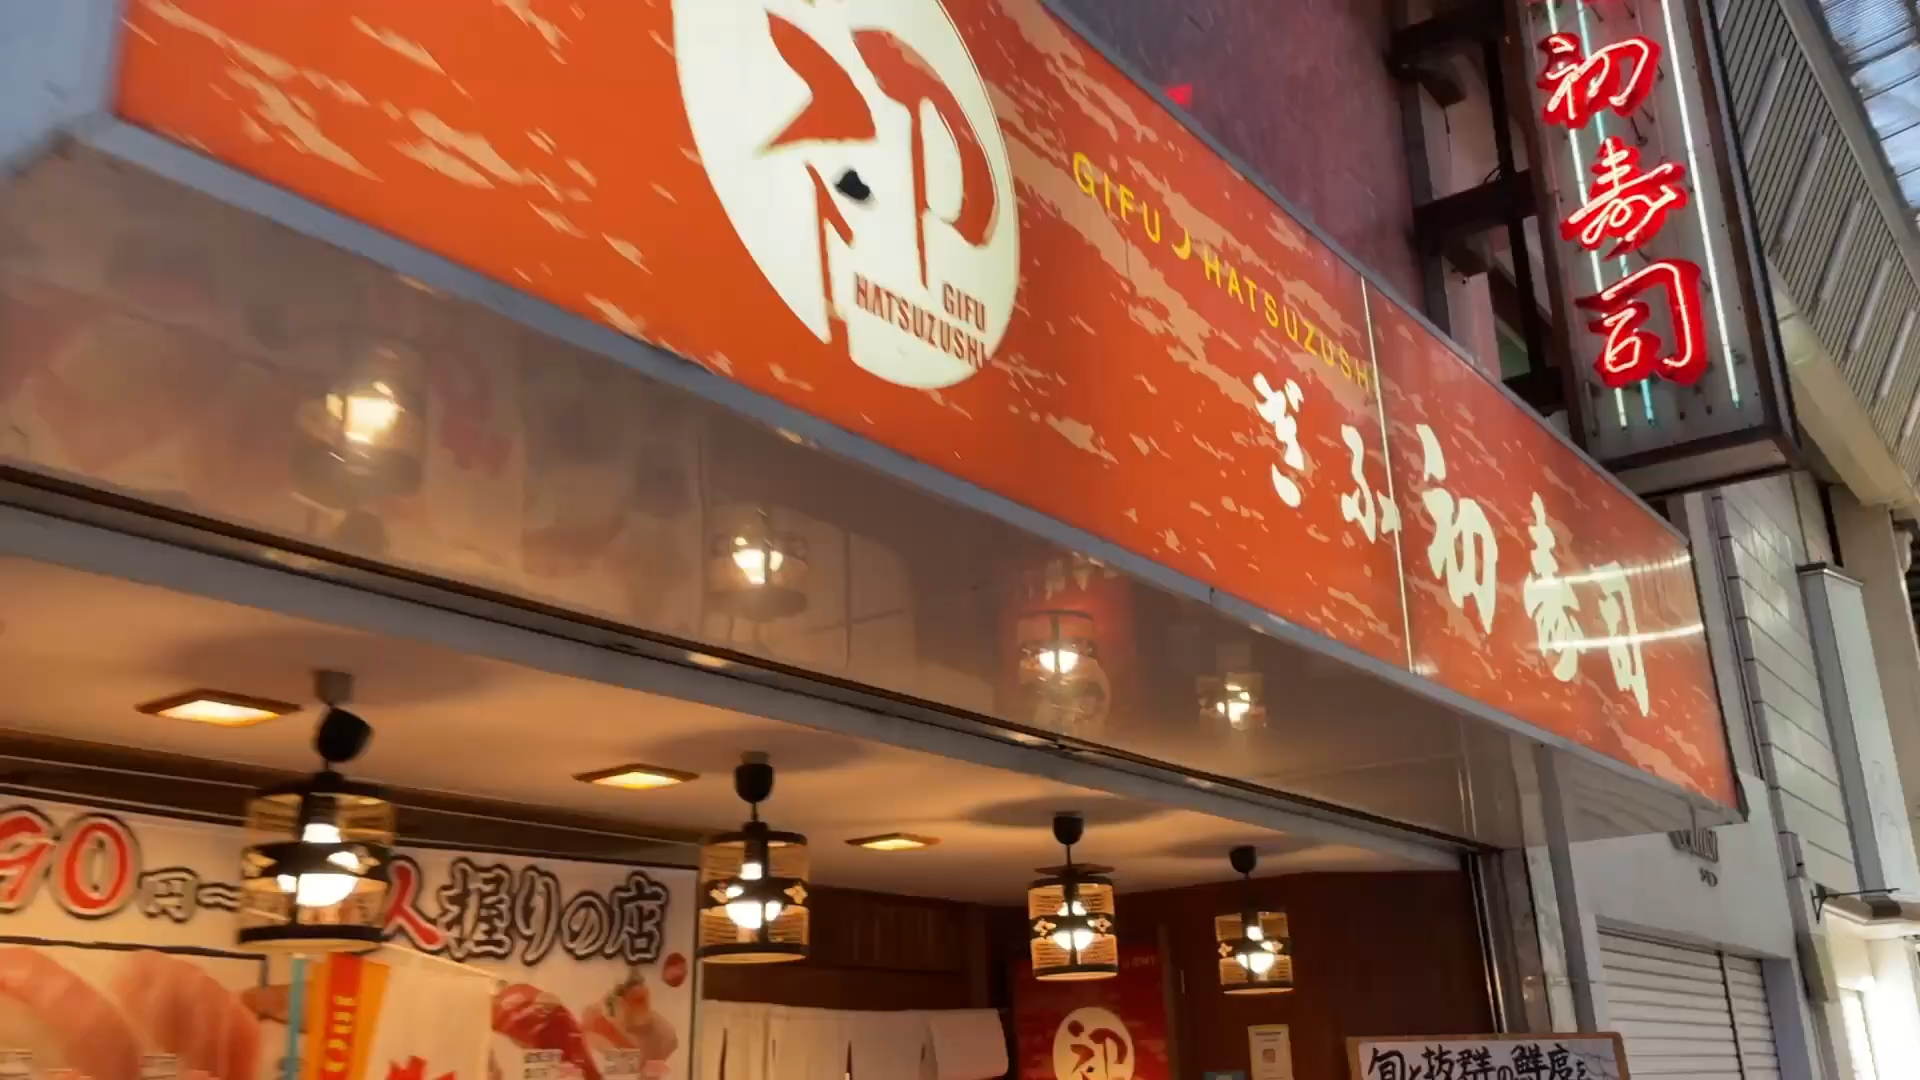 初
GIFU
HATSUZUSHI
GIFU HATSUZUSHI
ぎふ初寿司
初寿司
90円～
人握りの店
初
旬と抜群の鮮度を